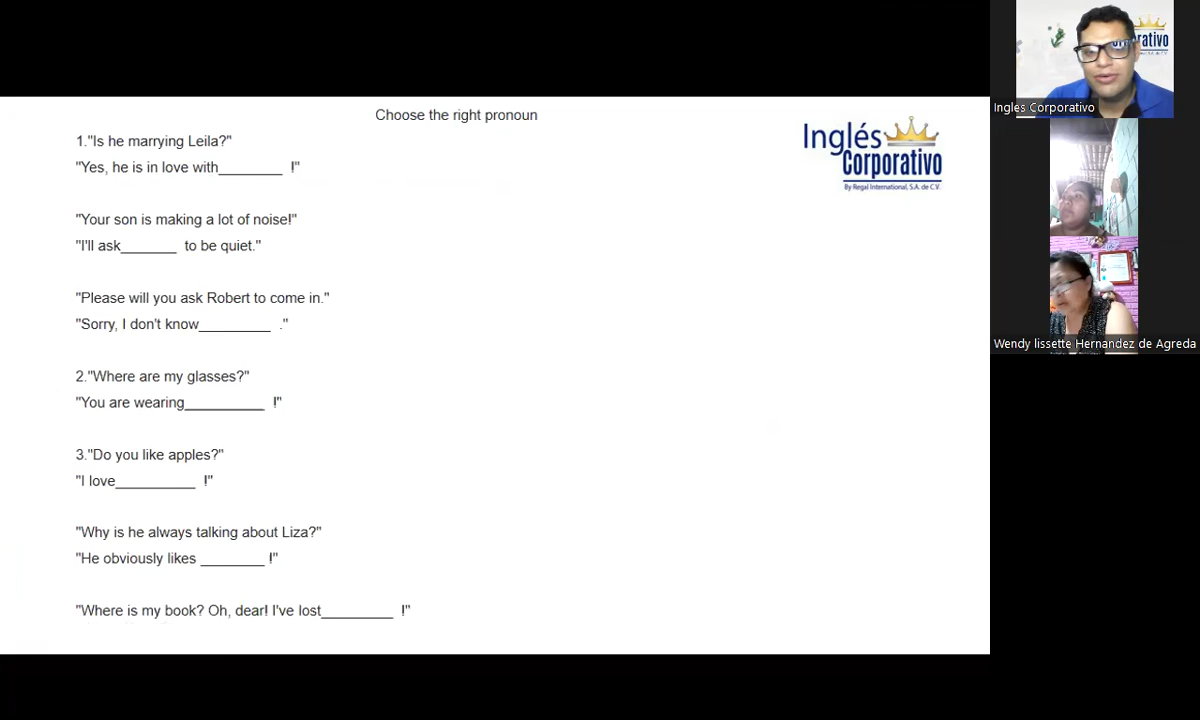 Choose the right pronoun
1."Is he marrying Leila?"
"Yes, he is in love with________ !"
"Your son is making a lot of noise!"
"I'll ask_______ to be quiet."
"Please will you ask Robert to come in."
"Sorry, I don't know_________ ."
2."Where are my glasses?"
"You are wearing__________ !"
3."Do you like apples?"
"I love__________ !"
"Why is he always talking about Liza?"
"He obviously likes ________ !"
"Where is my book? Oh, dear! I've lost_________ !"
Inglés
Corporativo
By Regal International, S.A. de C.V.
Ingles Corporativo
Wendy lissette Hernandez de Agreda